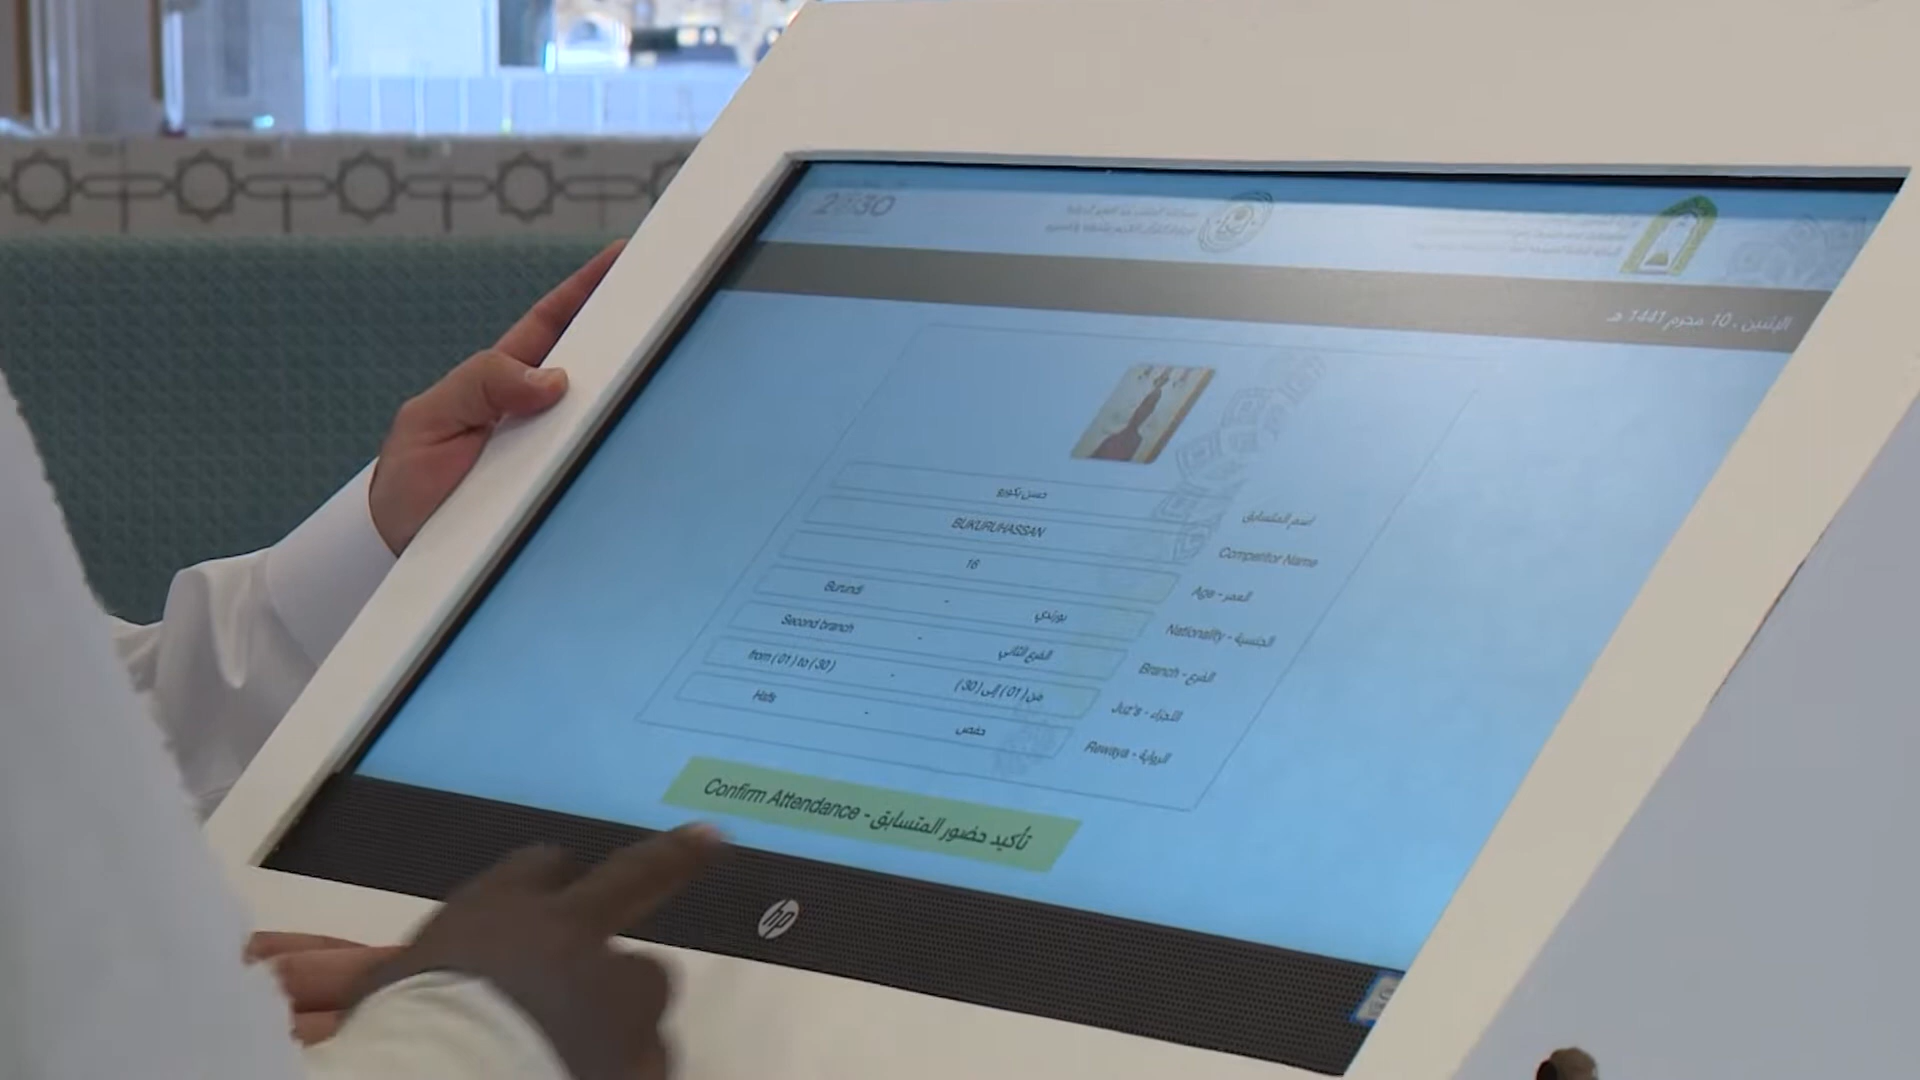 2030
الإثنين ، 10 محرم 1441 هـ
حسن بكورو
اسم المتسابق
BUKURUHASSAN
Competitor Name
16
Age - العمر
Burundi - بورندي
Nationality - الجنسية
Second branch - الفرع الثاني
Branch - الفرع
from ( 01 ) to ( 30 ) - من ( 01 ) إلى ( 30 )
Juz's - الأجزاء
Hafs - حفص
Rewaya - الرواية
Confirm Attendance - تأكيد حضور المتسابق
hp